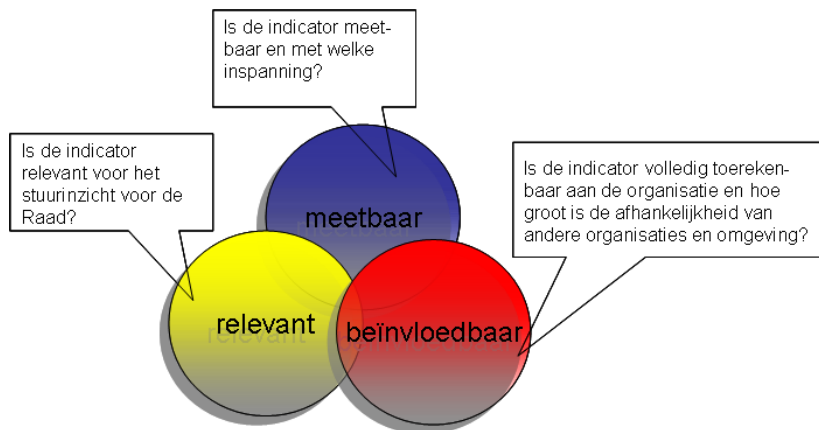 Is de indicator meet-
baar en met welke
inspanning?
Is de indicator
relevant voor het
stuurinzicht voor de
Raad?
Is de indicator volledig toereken-
baar aan de organisatie en hoe
groot is de afhankelijkheid van
andere organisaties en omgeving?
meetbaar
relevant
beïnvloedbaar